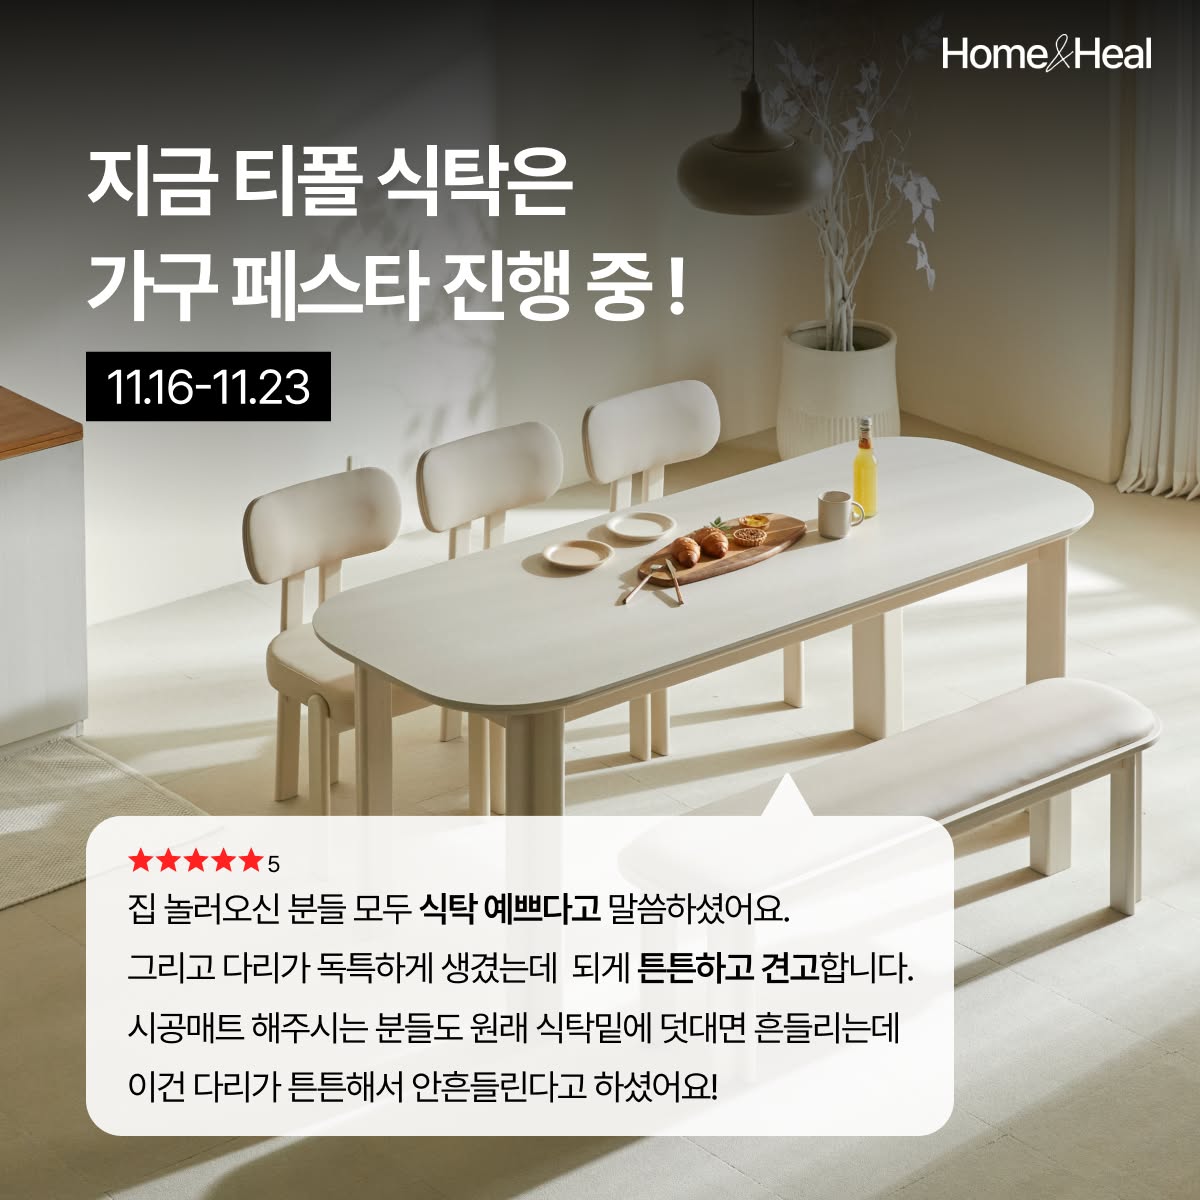 Home&Heal
지금 티폴 식탁은
가구 페스타 진행 중 !
11.16-11.23
★★★★★5
집 놀러오신 분들 모두 식탁 예쁘다고 말씀하셨어요.
그리고 다리가 독특하게 생겼는데 되게 튼튼하고 견고합니다.
시공매트 해주시는 분들도 원래 식탁밑에 덧대면 흔들리는데
이건 다리가 튼튼해서 안흔들린다고 하셨어요!